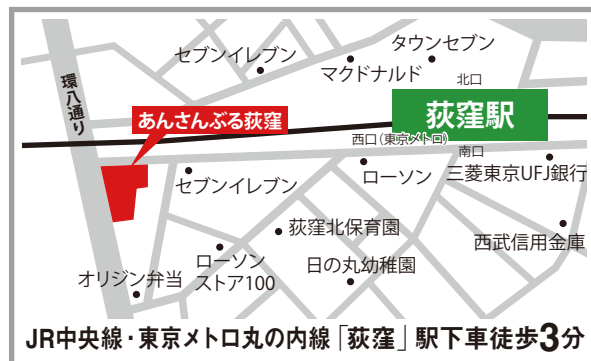 セブンイレブン
タウンセブン
マクドナルド
北口
環八通り
あんさんぶる荻窪
荻窪駅
西口(東京メトロ)
南口
セブンイレブン
ローソン
三菱東京UFJ銀行
荻窪北保育園
西武信用金庫
ローソン
ストア100
日の丸幼稚園
オリジン弁当
JR中央線・東京メトロ丸の内線「荻窪」駅下車徒歩3分